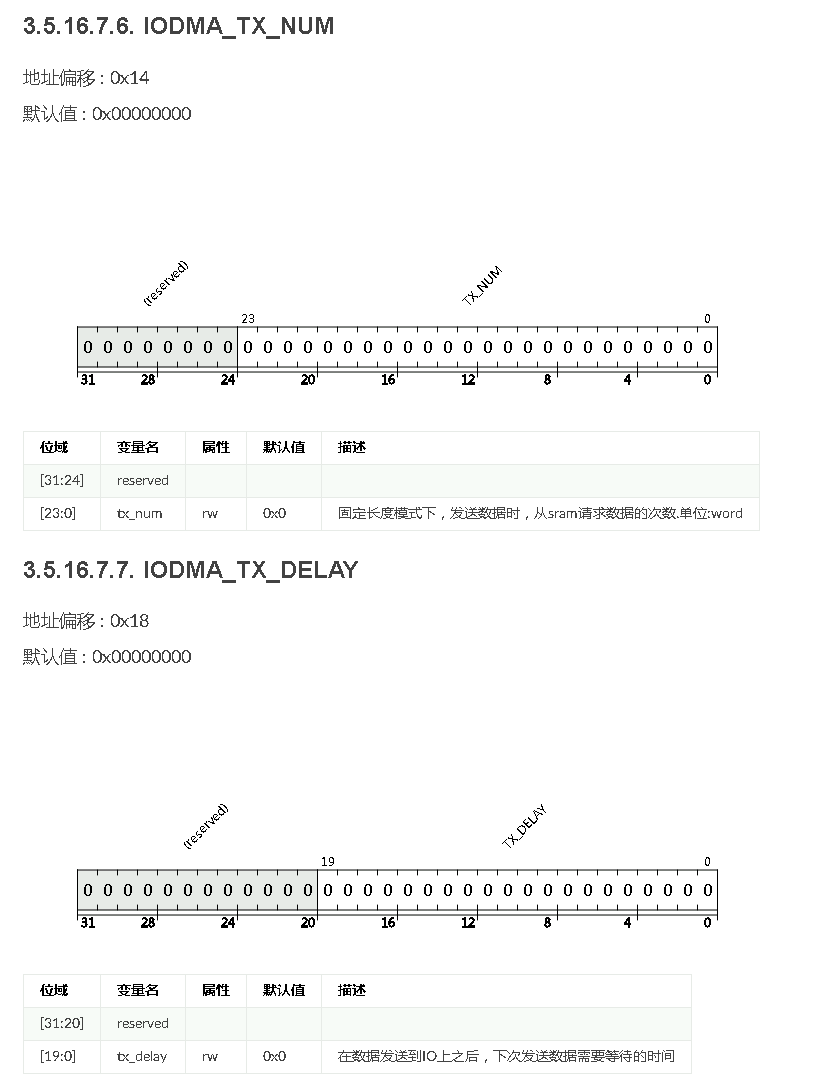 3.5.16.7.6. IODMA_TX_NUM
地址偏移 : 0x14
默认值 : 0x00000000
(reserved) TX_NUM
23 0
0 0 0 0 0 0 0 0 0 0 0 0 0 0 0 0 0 0 0 0 0 0 0 0 0 0 0 0 0 0 0 0
31 28 24 20 16 12 8 4 0
位域 变量名 属性 默认值 描述
[31:24] reserved
[23:0] tx_num rw 0x0 固定长度模式下，发送数据时，从sram请求数据的次数.单位:word
3.5.16.7.7. IODMA_TX_DELAY
地址偏移 : 0x18
默认值 : 0x00000000
(reserved) TX_DELAY
19 0
0 0 0 0 0 0 0 0 0 0 0 0 0 0 0 0 0 0 0 0 0 0 0 0 0 0 0 0 0 0 0 0
31 28 24 20 16 12 8 4 0
位域 变量名 属性 默认值 描述
[31:20] reserved
[19:0] tx_delay rw 0x0 在数据发送到IO上之后，下次发送数据需要等待的时间